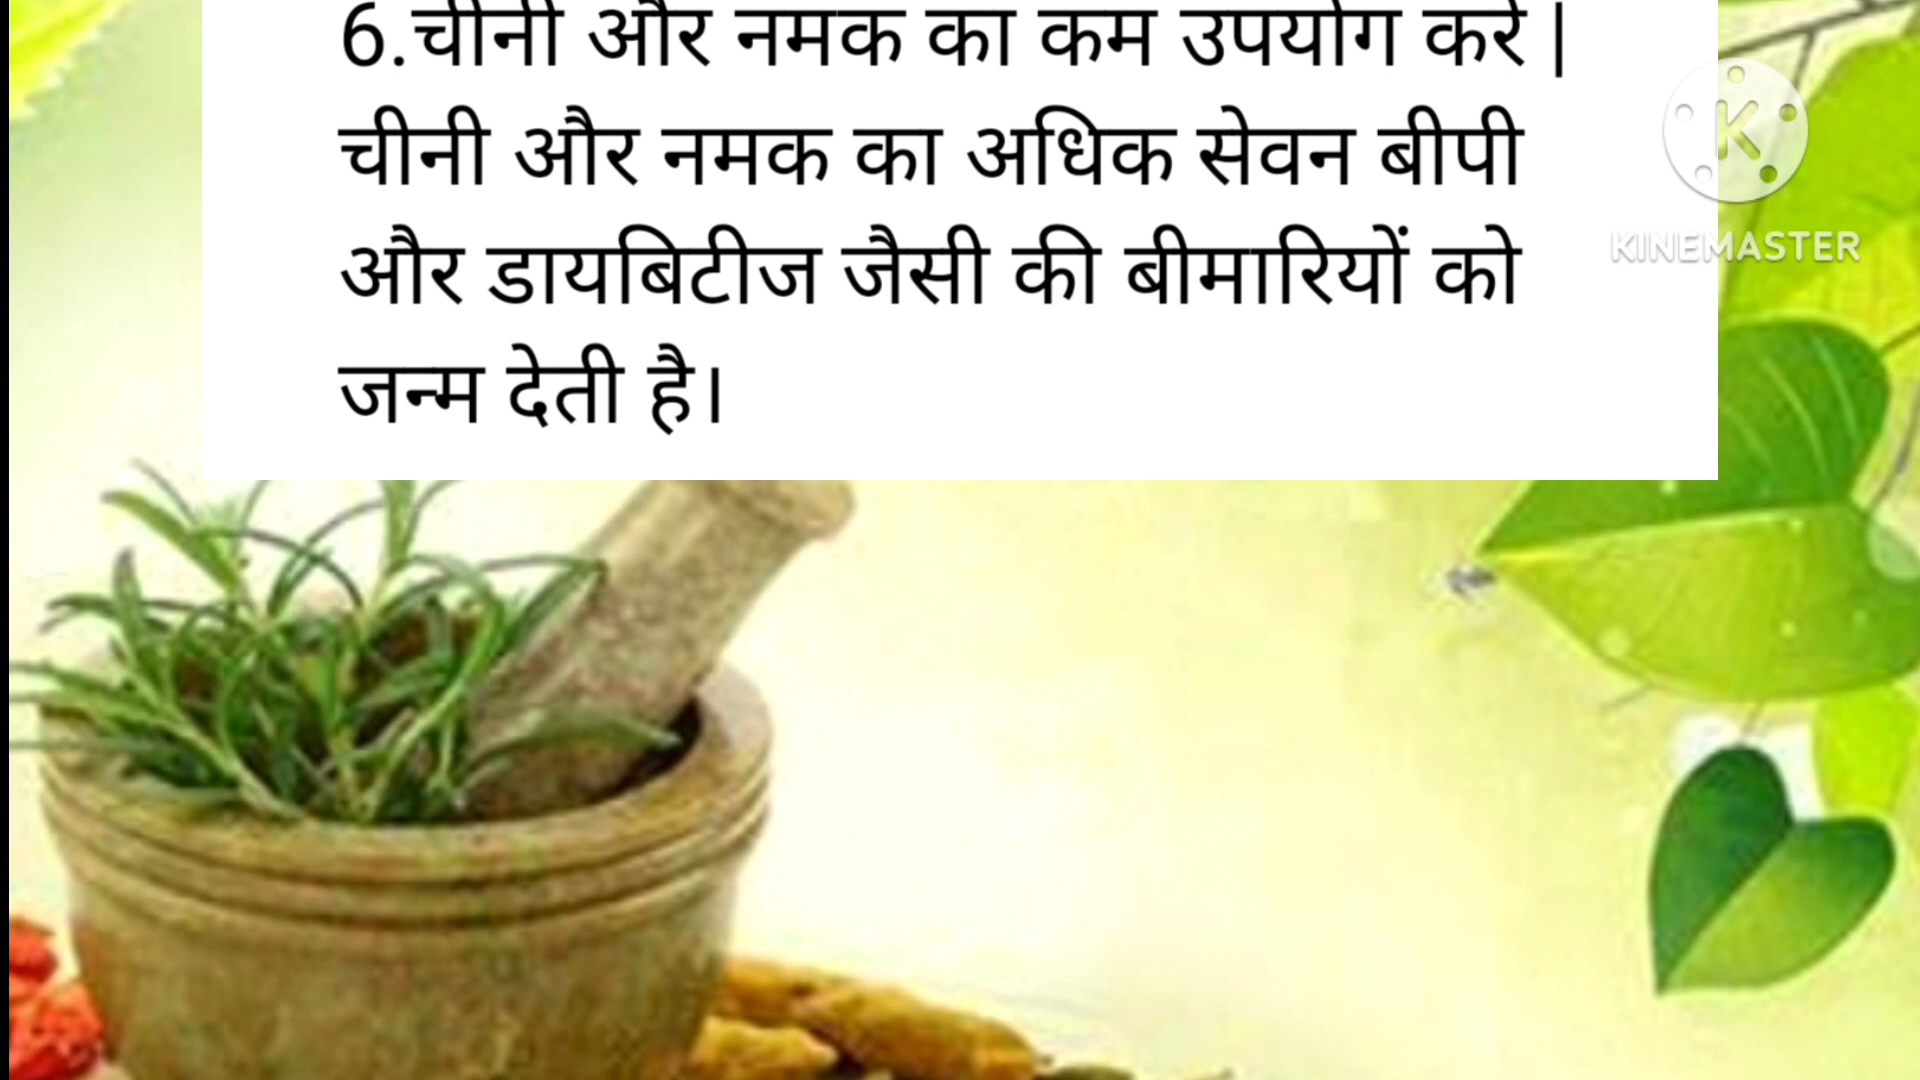 6.चीनी और नमक का कम उपयोग करे |
चीनी और नमक का अधिक सेवन बीपी
और डायबिटीज जैसी की बीमारियों को
जन्म देती है।
K
KINEMASTER